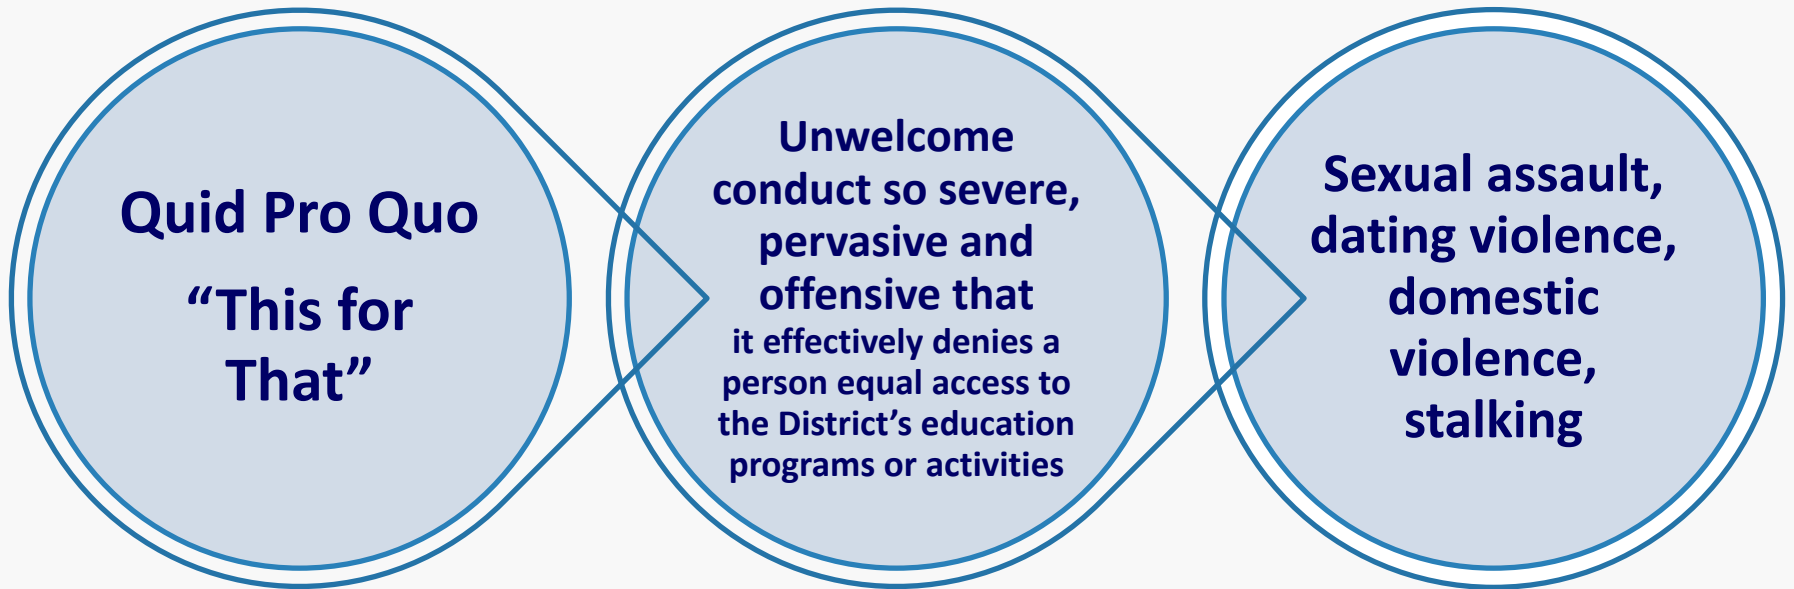 Quid Pro Quo
“This for
That”
Unwelcome
conduct so severe,
pervasive and
offensive that
it effectively denies a
person equal access to
the District’s education
programs or activities
Sexual assault,
dating violence,
domestic
violence,
stalking